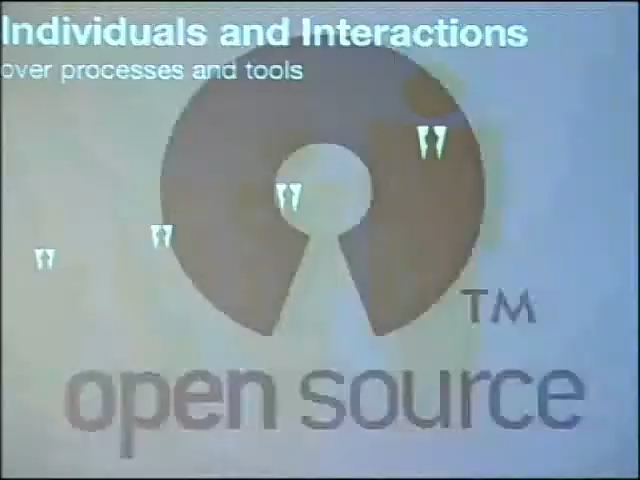 Individuals and Interactions
over processes and tools
"
"
"
"
TM
open source